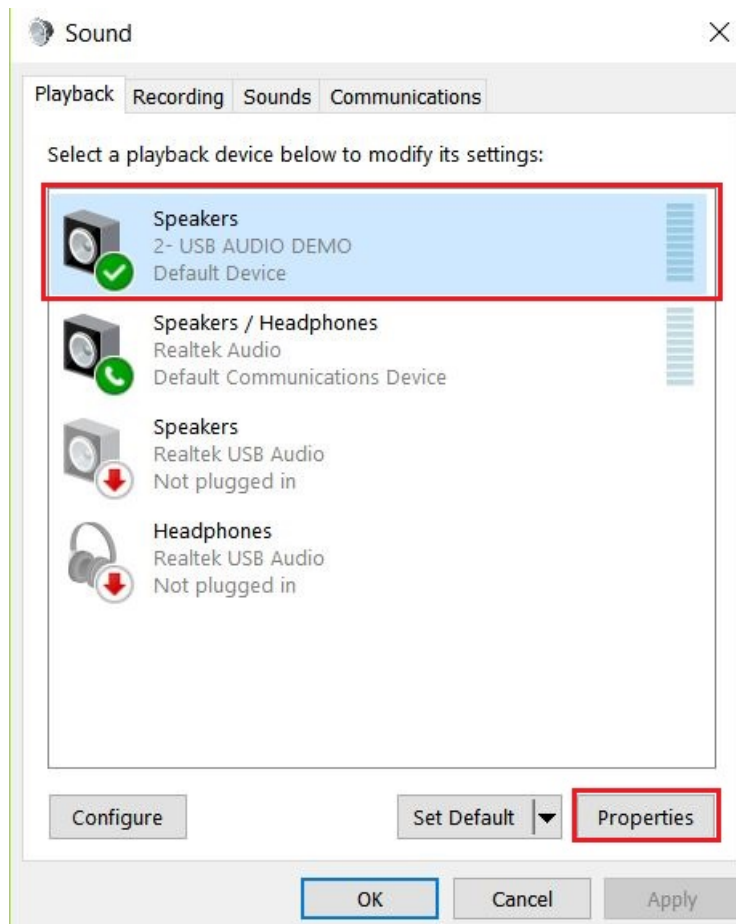 Sound
Playback Recording Sounds Communications
Select a playback device below to modify its settings:
Speakers
2- USB AUDIO DEMO
Default Device
Speakers / Headphones
Realtek Audio
Default Communications Device
Speakers
Realtek USB Audio
Not plugged in
Headphones
Realtek USB Audio
Not plugged in
Configure Set Default Properties
OK Cancel Apply